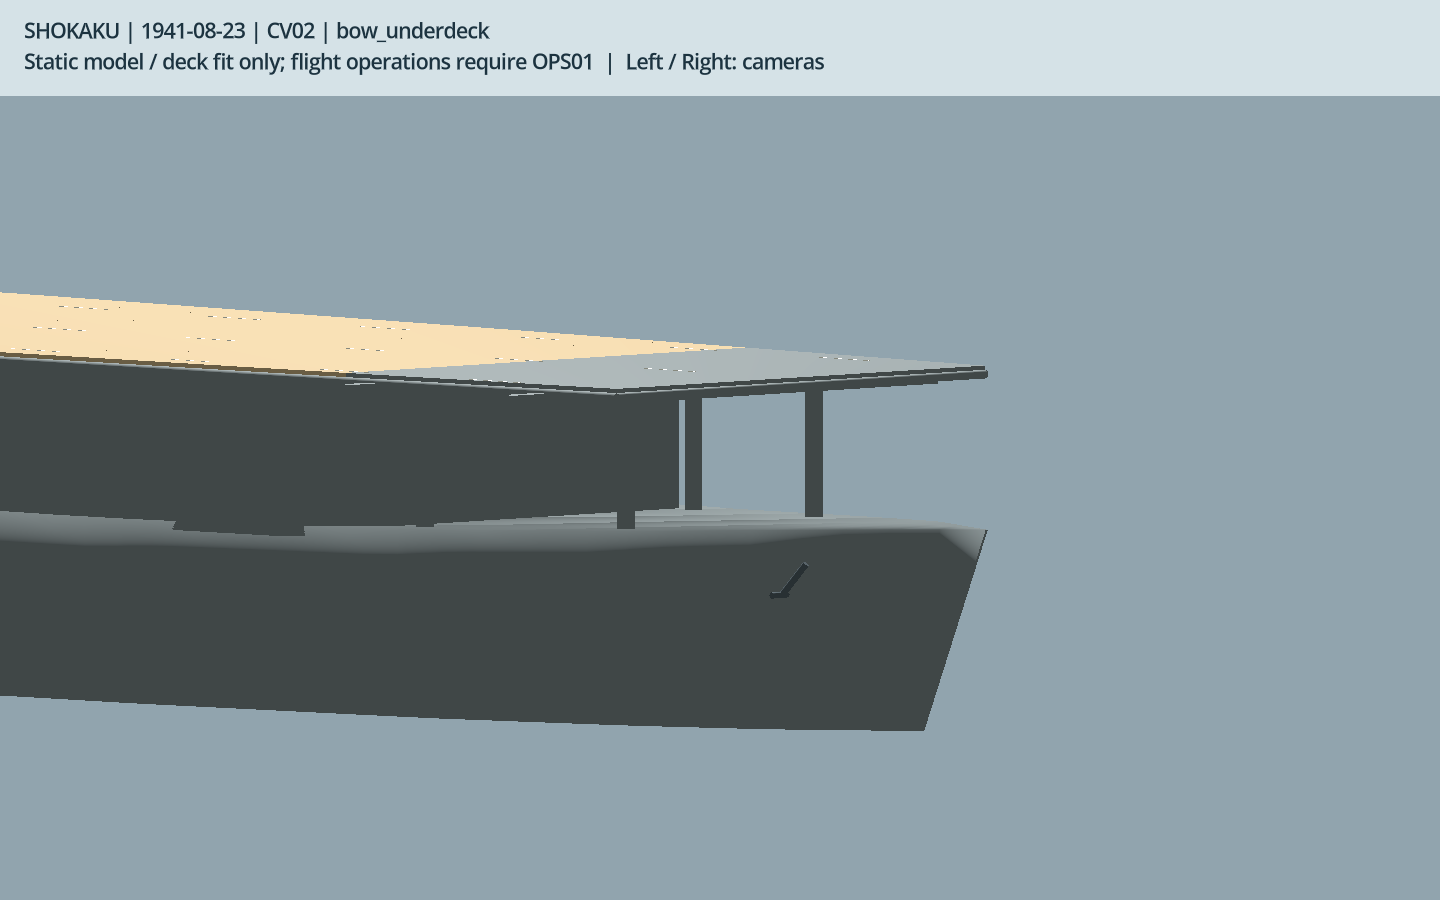 SHOKAKU | 1941-08-23 | CV02 | bow_underdeck
Static model / deck fit only; flight operations require OPS01 | Left / Right: cameras